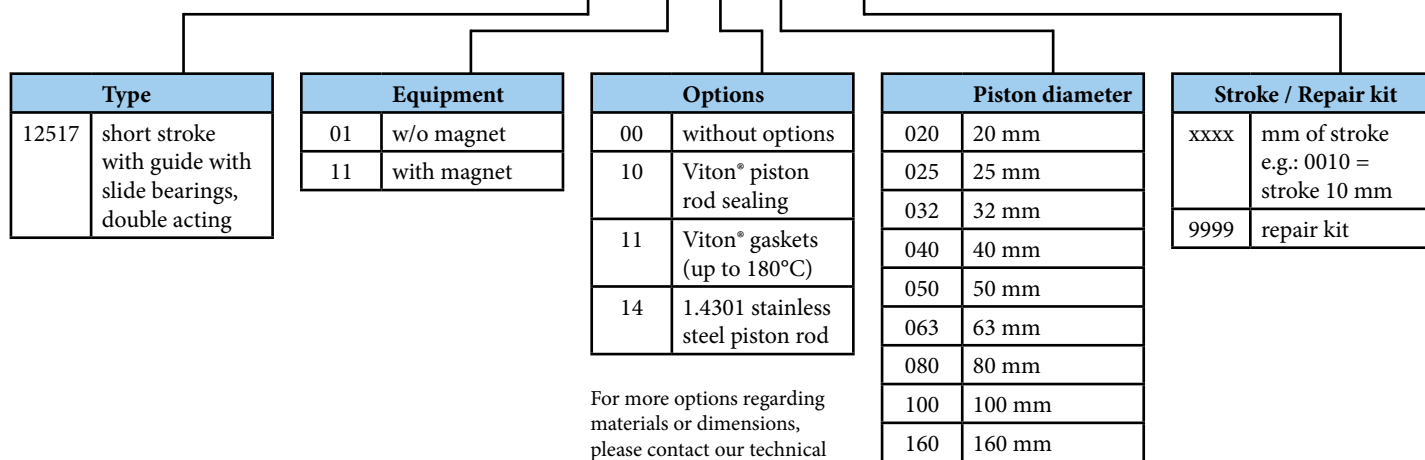 Type
12517 short stroke
with guide with
slide bearings,
double acting
Equipment
01 w/o magnet
11 with magnet
Options
00 without options
10 Viton® piston
rod sealing
11 Viton® gaskets
(up to 180°C)
14 1.4301 stainless
steel piston rod
For more options regarding
materials or dimensions,
please contact our technical
Piston diameter
020 20 mm
025 25 mm
032 32 mm
040 40 mm
050 50 mm
063 63 mm
080 80 mm
100 100 mm
160 160 mm
Stroke / Repair kit
xxxx mm of stroke
e.g.: 0010 =
stroke 10 mm
9999 repair kit